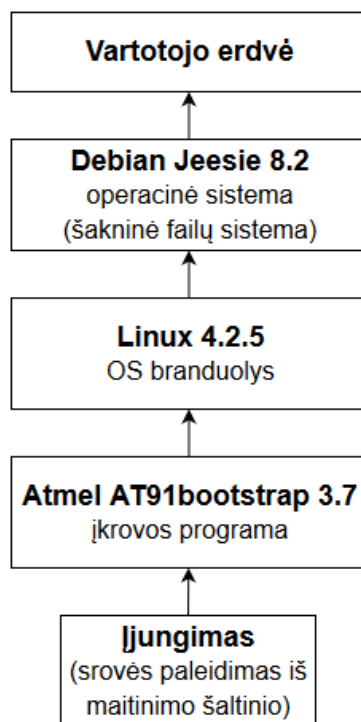 Vartotojo erdvė
Debian Jeesie 8.2
operacinė sistema
(šakninė failų sistema)
Linux 4.2.5
OS branduolys
Atmel AT91bootstrap 3.7
įkrovos programa
Įjungimas
(srovės paleidimas iš
maitinimo šaltinio)